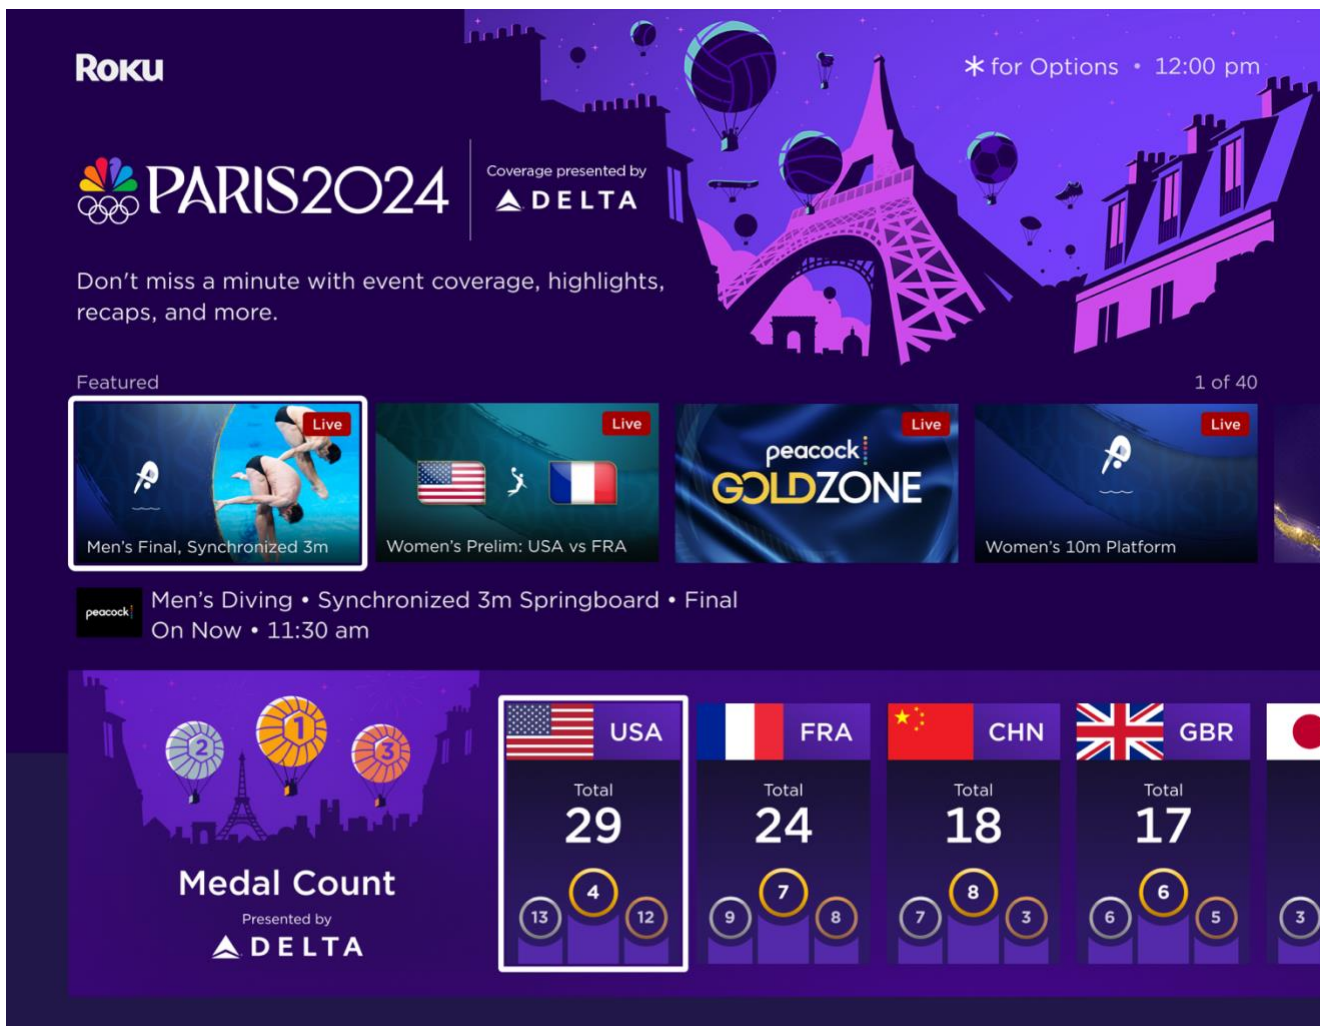 Roku
* for Options • 12:00 pm
PARIS2024
Coverage presented by
DELTA
Don't miss a minute with event coverage, highlights,
recaps, and more.
Featured
1 of 40
Live
Men's Final, Synchronized 3m
Live
Women's Prelim: USA vs FRA
Live
peacock
GOLDZONE
Live
Women's 10m Platform
peacock
Men's Diving • Synchronized 3m Springboard • Final
On Now • 11:30 am
2
1
3
Medal Count
Presented by
DELTA
USA
Total
29
13
4
12
FRA
Total
24
9
7
8
CHN
Total
18
7
8
3
GBR
Total
17
6
6
5
3